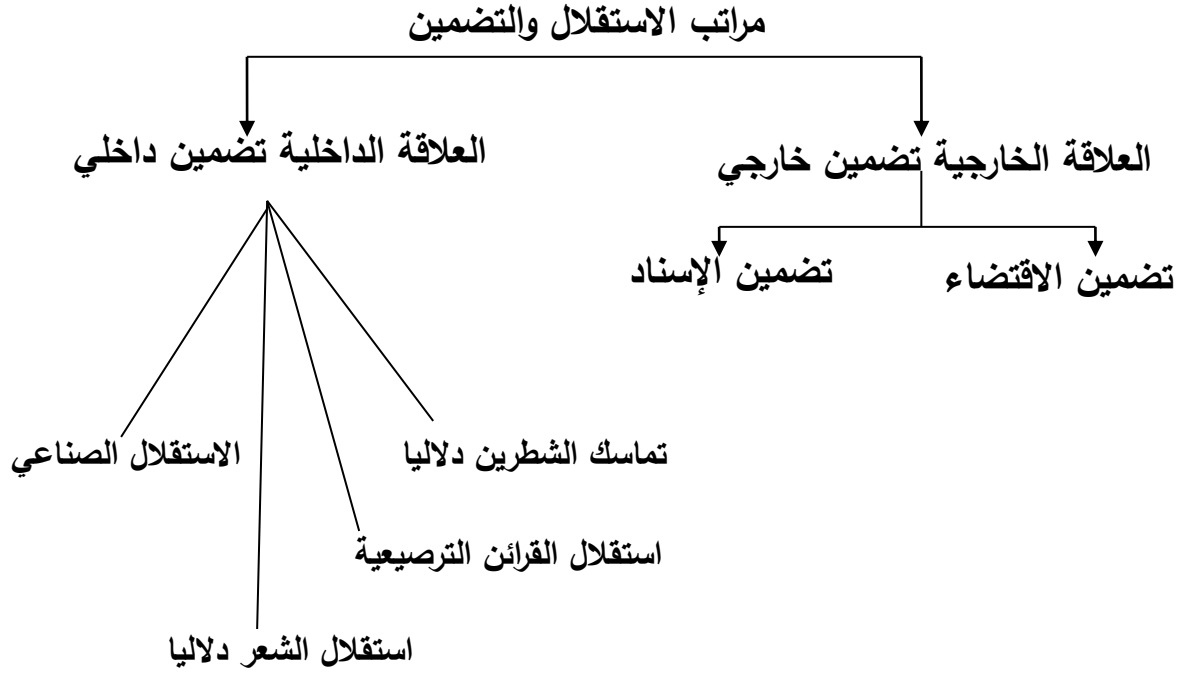 مراتب الاستقلال والتضمين
العلاقة الخارجية تضمين خارجي
العلاقة الداخلية تضمين داخلي
تضمين الاقتضاء
تضمين الإسناد
تماسك الشطرين دلاليا
الاستقلال الصناعي
استقلال القرائن الترصيعية
استقلال الشعر دلاليا